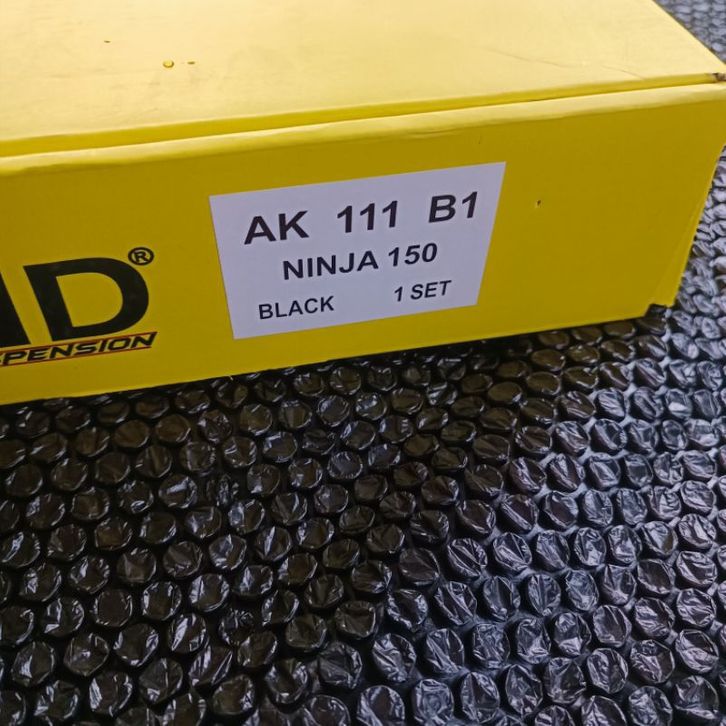 AK 111 B1
NINJA 150
BLACK 1 SET
D®